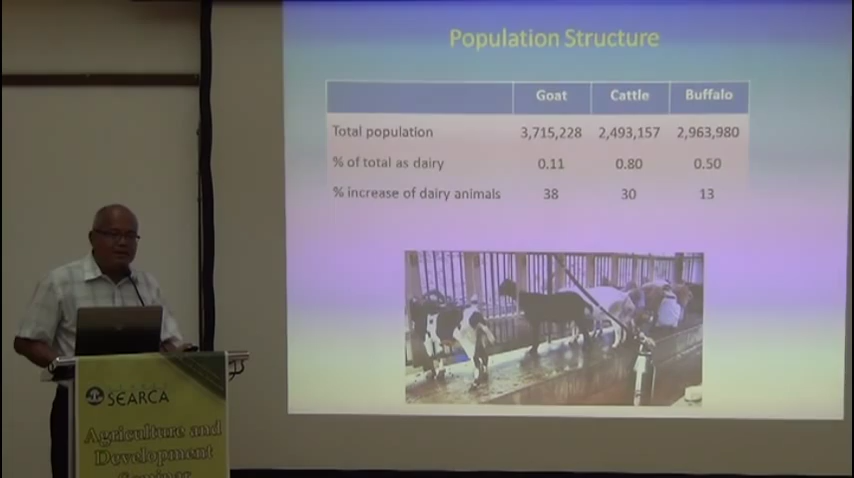 Population Structure
Goat Cattle Buffalo
Total population 3,715,228 2,493,157 2,963,980
% of total as dairy 0.11 0.80 0.50
% increase of dairy animals 38 30 13
SEARCA
Agriculture and
Development
Seminar